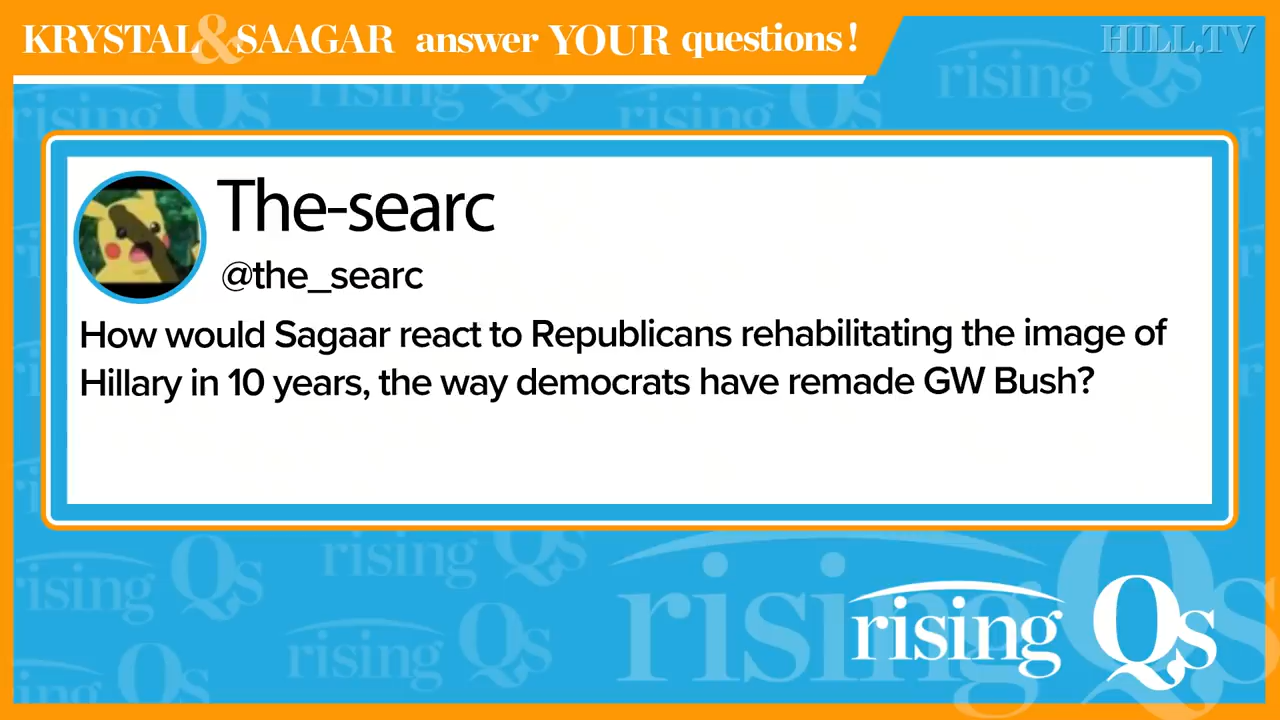 KRYSTAL & SAAGAR answer YOUR questions!
HILL.TV
The-searc
@the_searc
How would Sagaar react to Republicans rehabilitating the image of
Hillary in 10 years, the way democrats have remade GW Bush?
rising Qs